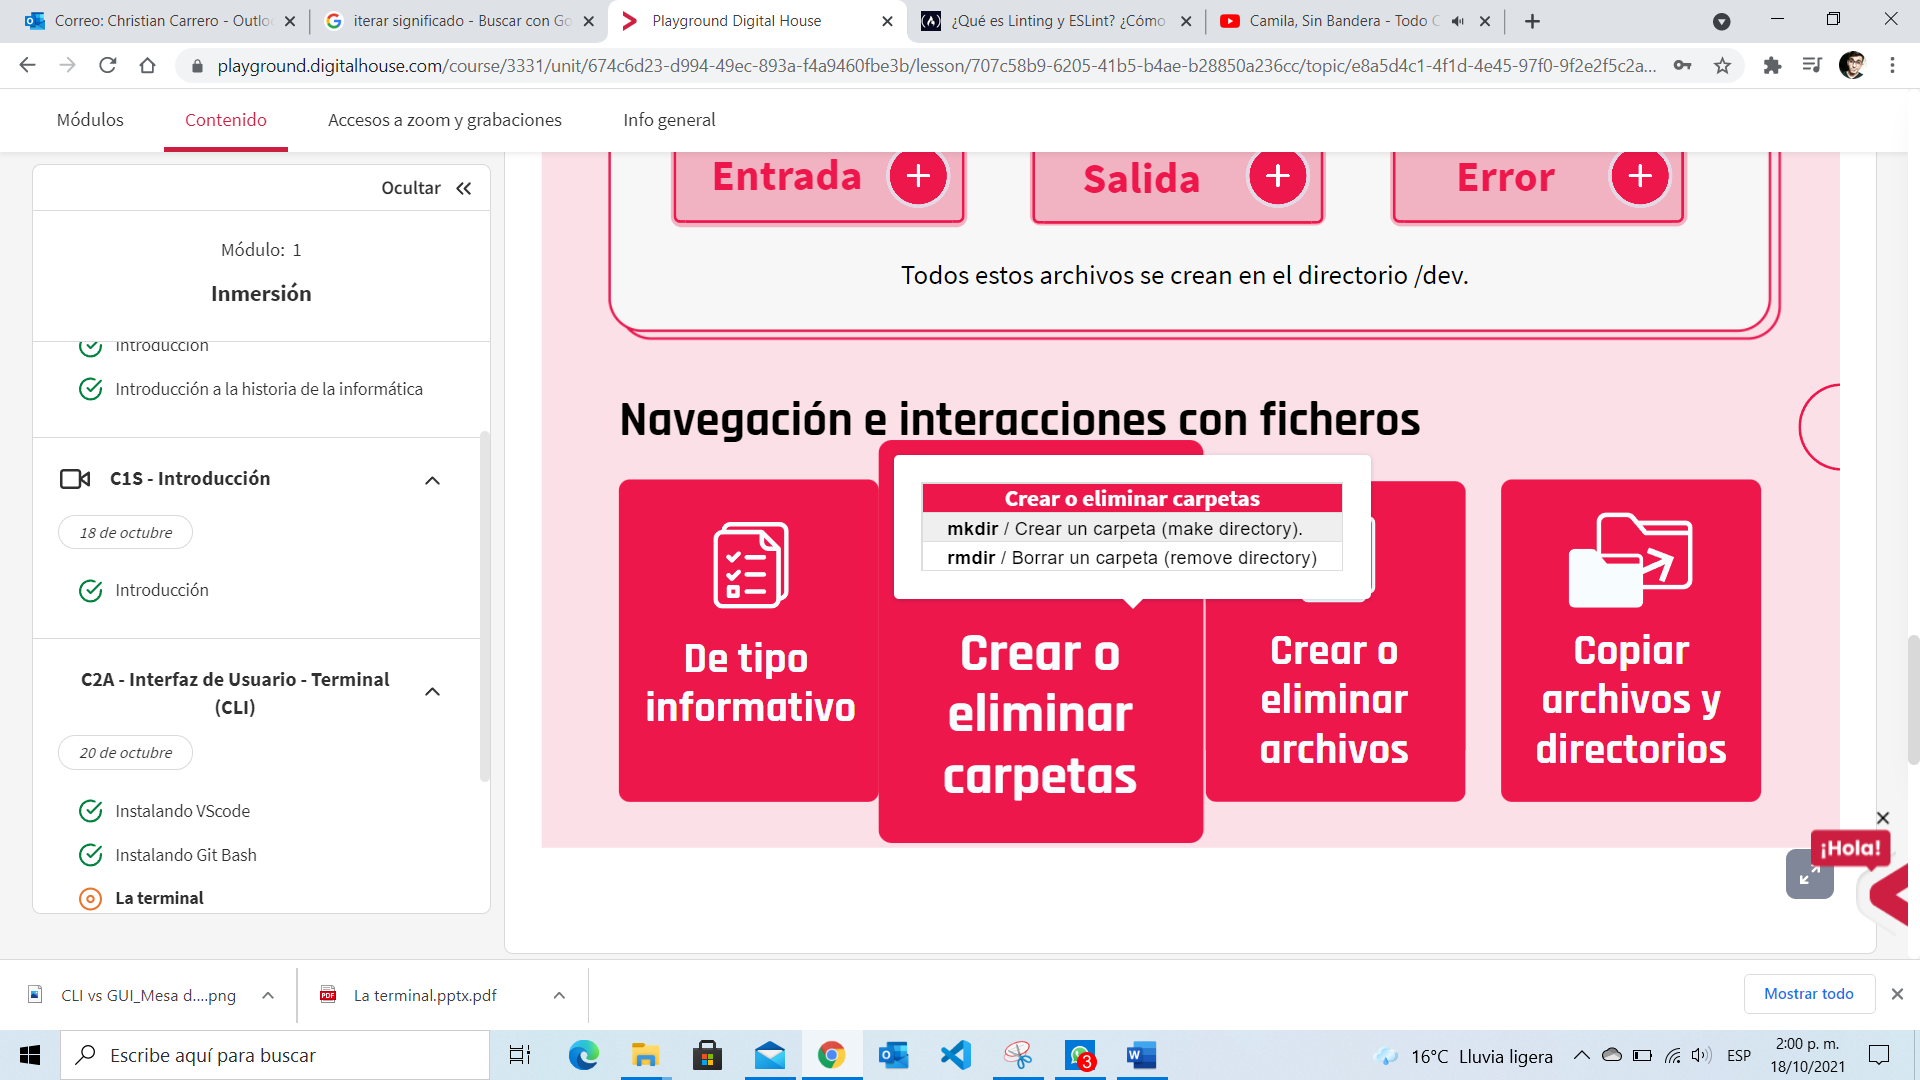 Correo: Christian Carrero - Outlo
iterar significado - Buscar con Go
Playground Digital House
¿Qué es Linting y ESLint? ¿Cómo
Camila, Sin Bandera - Todo C
playground.digitalhouse.com/course/3331/unit/674c6d23-d994-49ec-893a-f4a9460fbe3b/lesson/707c58b9-6205-41b5-b4ae-b28850a236cc/topic/e8a5d4c1-4f1d-4e45-97f0-9f2e2f5c2a...
Módulos
Contenido
Accesos a zoom y grabaciones
Info general
Ocultar
Módulo: 1
Inmersión
Introducción
Introducción a la historia de la informática
C1S - Introducción
18 de octubre
Introducción
C2A - Interfaz de Usuario - Terminal
(CLI)
20 de octubre
Instalando VScode
Instalando Git Bash
La terminal
Entrada
Salida
Error
Todos estos archivos se crean en el directorio /dev.
Navegación e interacciones con ficheros
Crear o eliminar carpetas
mkdir / Crear un carpeta (make directory).
rmdir / Borrar un carpeta (remove directory)
De tipo
informativo
Crear o
eliminar
carpetas
Crear o
eliminar
archivos
Copiar
archivos y
directorios
¡Hola!
CLI vs GUI_Mesa d....png
PDF
La terminal.pptx.pdf
Mostrar todo
Escribe aquí para buscar
3
16°C Lluvia ligera
ESP
2:00 p. m.
18/10/2021